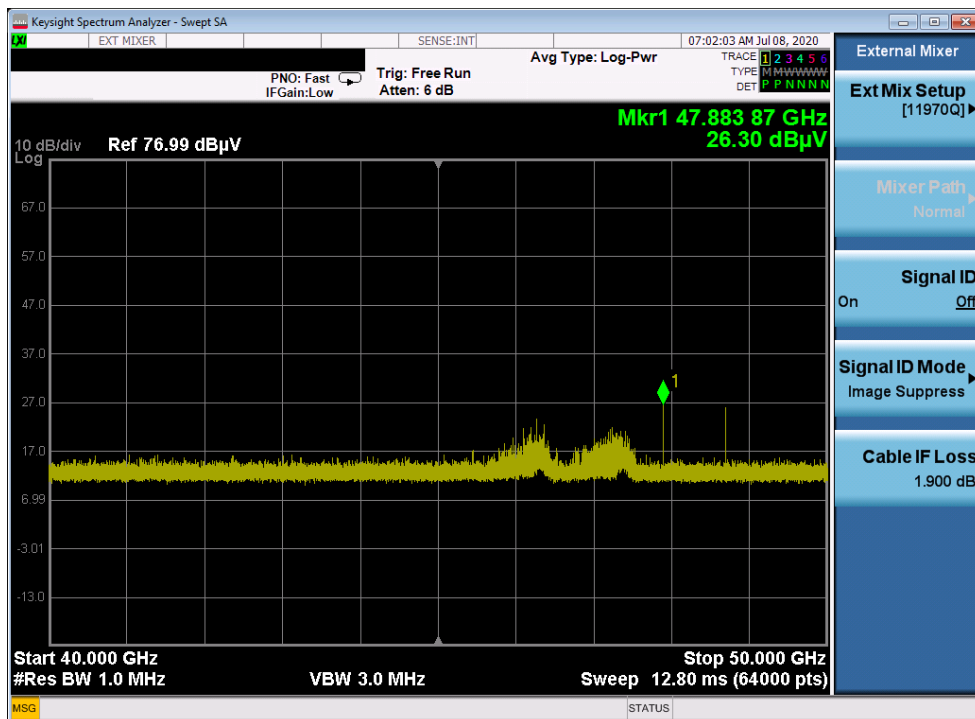 Keysight Spectrum Analyzer - Swept SA
LXI EXT MIXER SENSE:INT 07:02:03 AM Jul 08, 2020
PNO: Fast
IFGain:Low
Trig: Free Run
Atten: 6 dB
Avg Type: Log-Pwr
TRACE 1 2 3 4 5 6
TYPE M M W W W W
DET P P N N N N
Mkr1 47.883 87 GHz
26.30 dBµV
10 dB/div Ref 76.99 dBµV
Log
67.0
57.0
47.0
37.0
1
27.0
17.0
6.99
-3.01
-13.0
Start 40.000 GHz Stop 50.000 GHz
#Res BW 1.0 MHz VBW 3.0 MHz Sweep 12.80 ms (64000 pts)
MSG STATUS
External Mixer
Ext Mix Setup
[11970Q]
Mixer Path
Normal
Signal ID
On Off
Signal ID Mode
Image Suppress
Cable IF Loss
1.900 dB